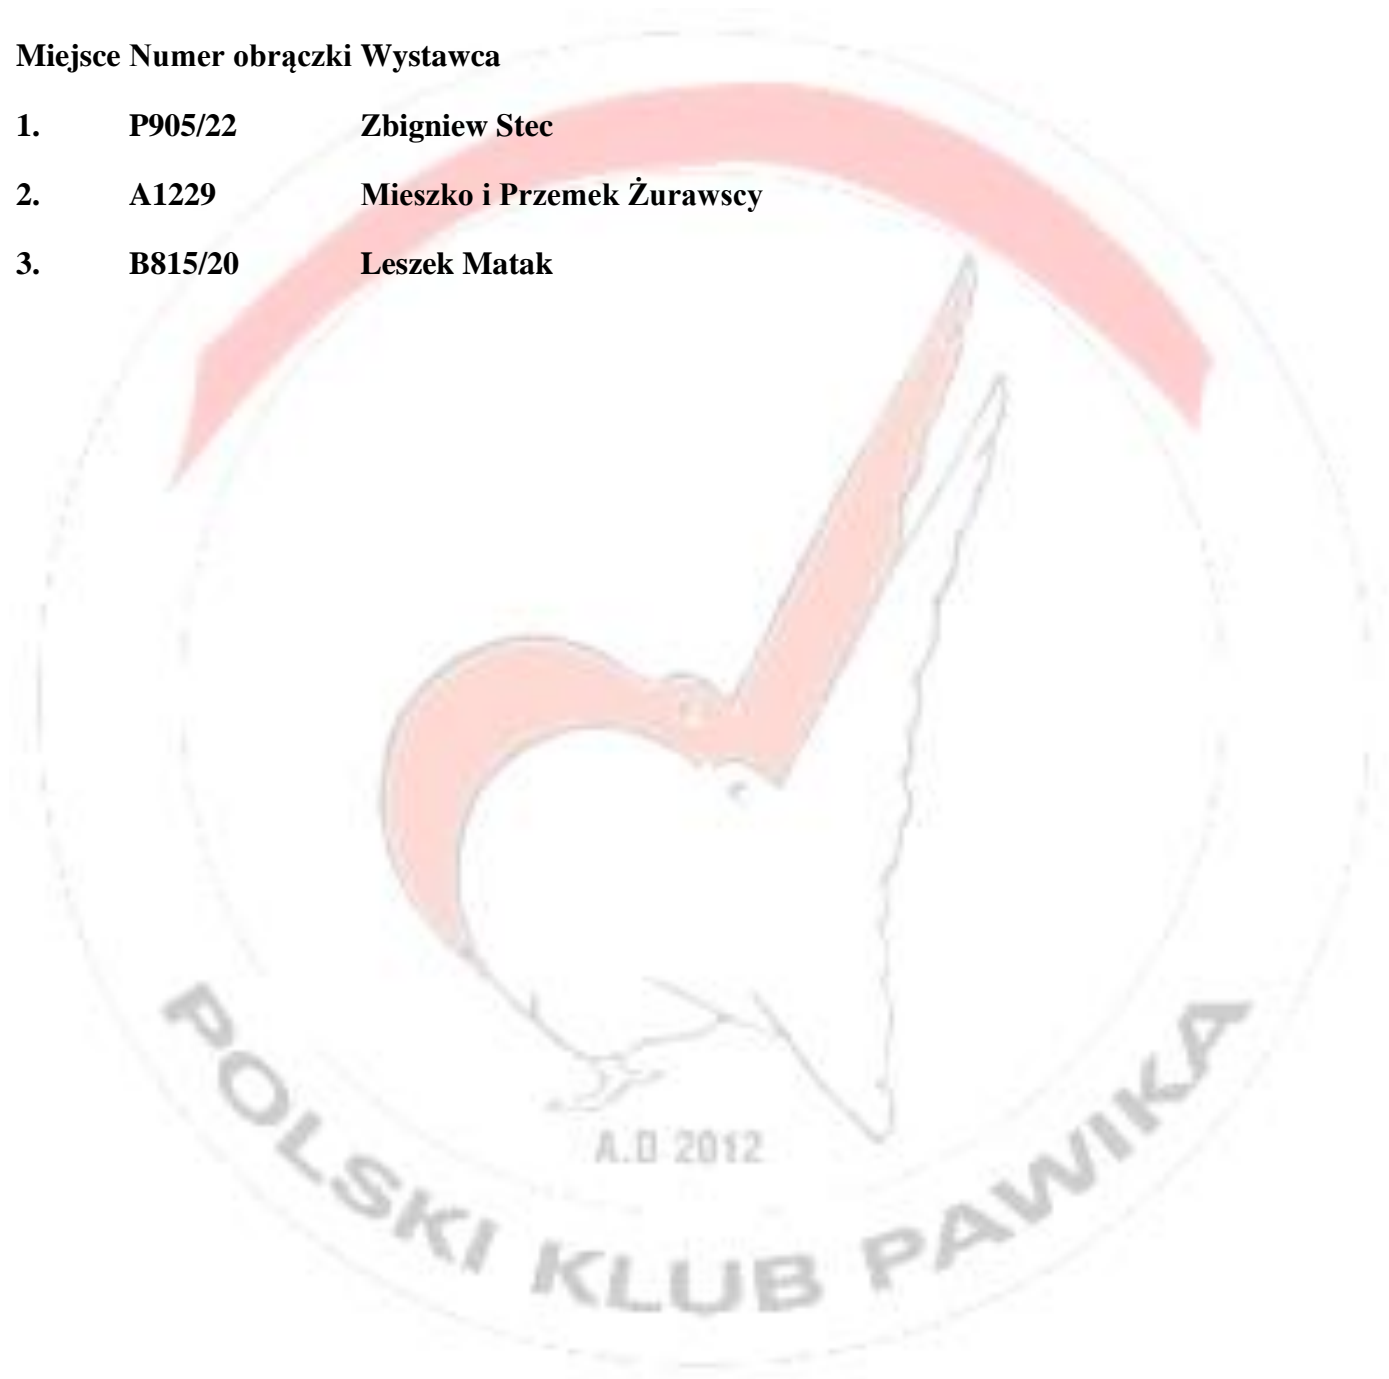 Miejsce Numer obrączki Wystawca
1. P905/22 Zbigniew Stec
2. A1229 Mieszko i Przemek Żurawscy
3. B815/20 Leszek Matak
A.D 2012
POLSKI KLUB PAWIKA